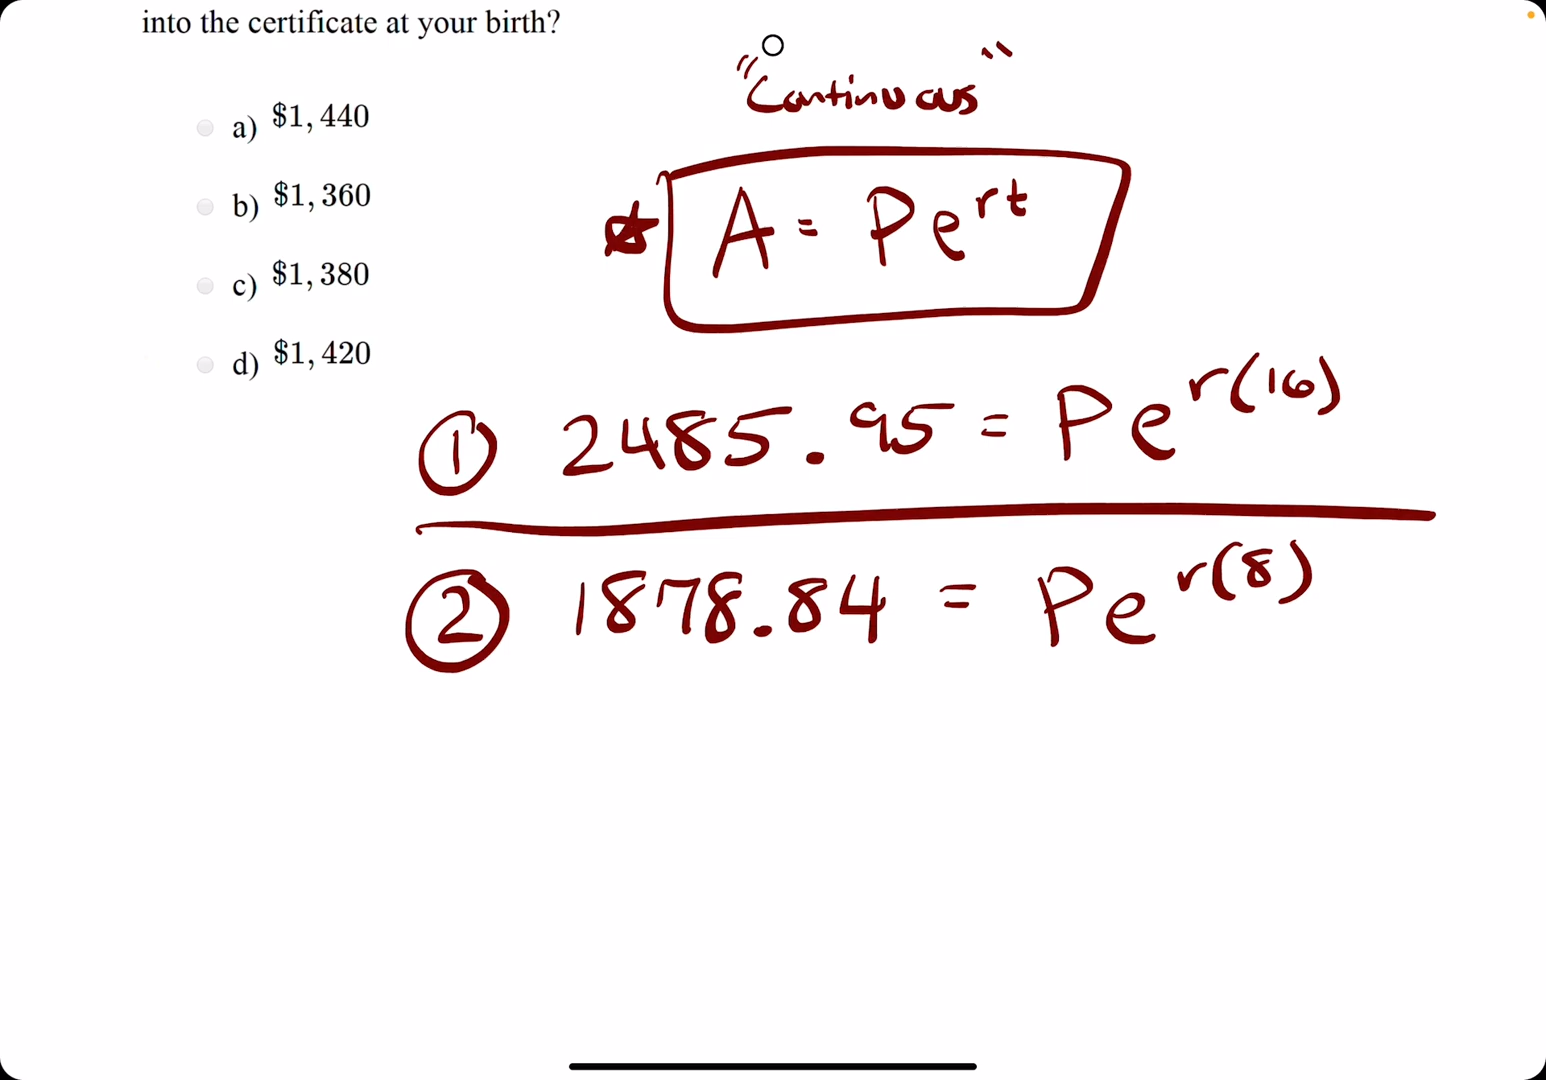 into the certificate at your birth?
a) $1,440
b) $1,360
c) $1,380
d) $1,420
"Continuous"
A = Pe^rt
① 2485.95 = Pe^r(16)
② 1878.84 = Pe^r(8)